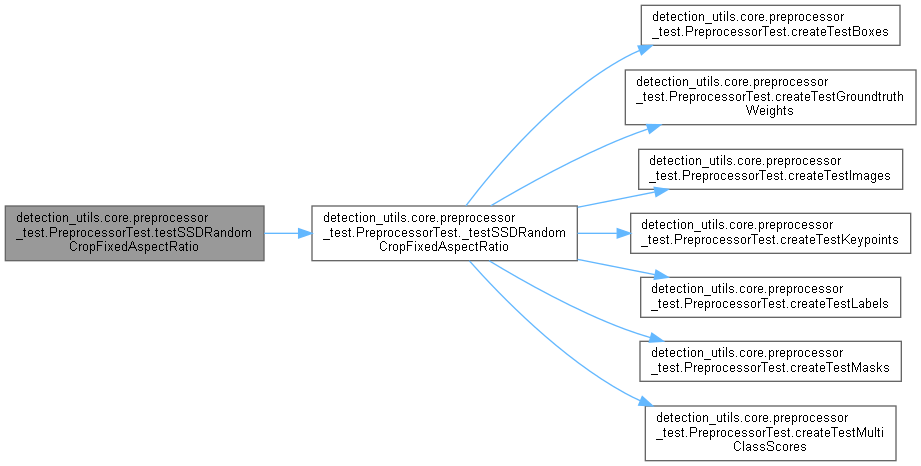 detection_utils.core.preprocessor
_test.PreprocessorTest.testSSDRandom
CropFixedAspectRatio
detection_utils.core.preprocessor
_test.PreprocessorTest._testSSDRandom
CropFixedAspectRatio
detection_utils.core.preprocessor
_test.PreprocessorTest.createTestBoxes
detection_utils.core.preprocessor
_test.PreprocessorTest.createTestGroundtruth
Weights
detection_utils.core.preprocessor
_test.PreprocessorTest.createTestImages
detection_utils.core.preprocessor
_test.PreprocessorTest.createTestKeypoints
detection_utils.core.preprocessor
_test.PreprocessorTest.createTestLabels
detection_utils.core.preprocessor
_test.PreprocessorTest.createTestMasks
detection_utils.core.preprocessor
_test.PreprocessorTest.createTestMulti
ClassScores